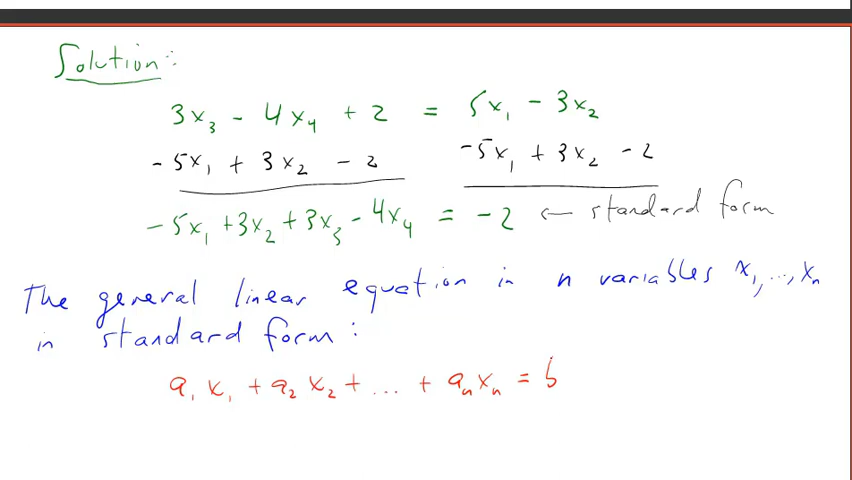 Solution:
3x₃ - 4x₄ + 2 = 5x₁ - 3x₂
-5x₁ + 3x₂ - 2 -5x₁ + 3x₂ - 2
-5x₁ + 3x₂ + 3x₃ - 4x₄ = -2 ← standard form
The general linear equation in n variables x₁, ..., xₙ
in standard form:
a₁x₁ + a₂x₂ + ... + aₙxₙ = b